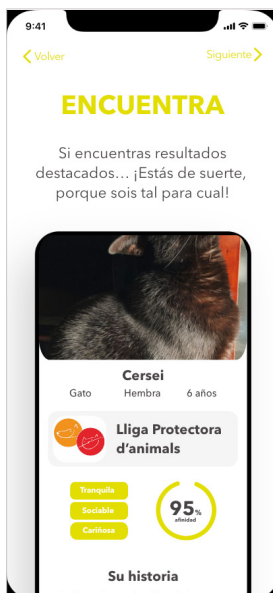 9:41
Volver
Siguiente
ENCUENTRA
Si encuentras resultados
destacados... ¡Estás de suerte,
porque sois tal para cual!
Cersei
Gato Hembra 6 años
Lliga Protectora
d'animals
Tranquila
Sociable
Cariñosa
95%
afinidad
Su historia